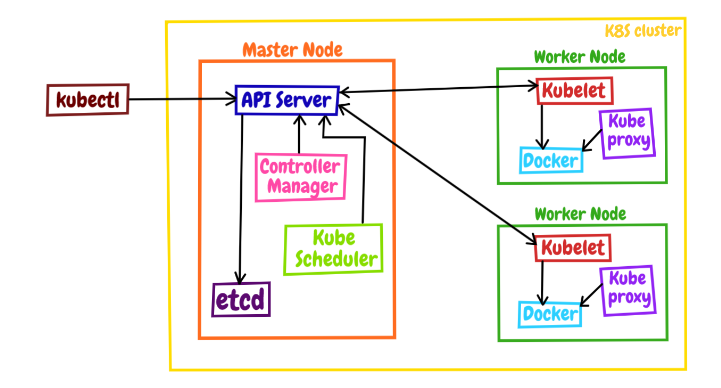 K8S cluster
Master Node
Worker Node
kubectl
API Server
Kubelet
Kube
proxy
Docker
Controller
Manager
Kube
Scheduler
etcd
Worker Node
Kubelet
Kube
proxy
Docker